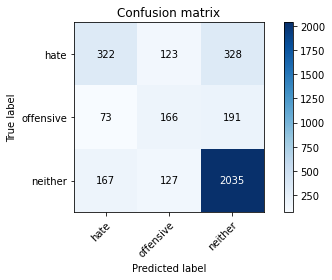 Confusion matrix
True label
hate
322 123 328
offensive
73 166 191
neither
167 127 2035
hate
offensive
neither
Predicted label
2000
1750
1500
1250
1000
750
500
250